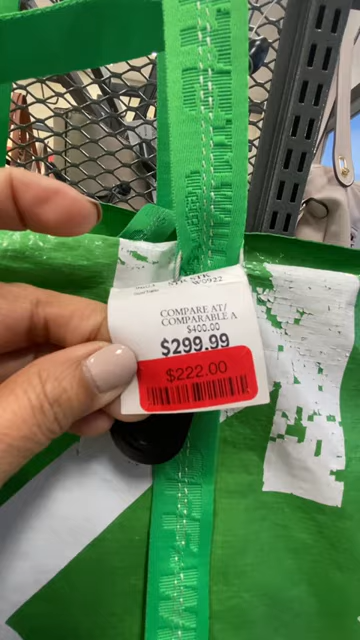 COMPARE AT/
COMPARABLE A
$400.00
$299.99
$222.00